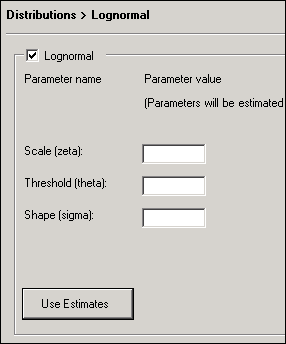 Distributions > Lognormal
Lognormal
Parameter name Parameter value
(Parameters will be estimated
Scale (zeta):
Threshold (theta):
Shape (sigma):
Use Estimates